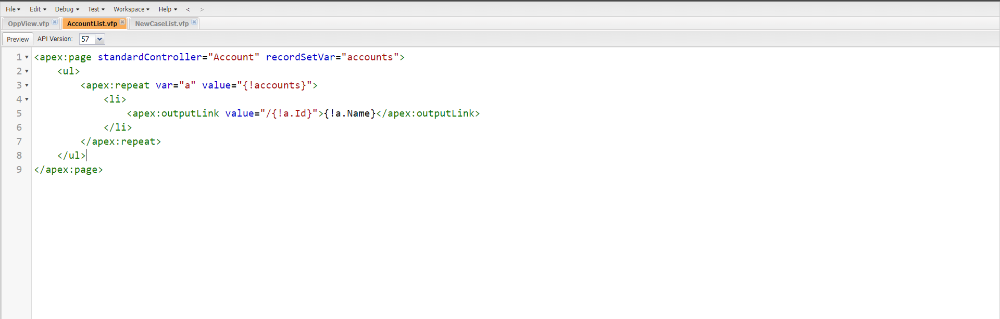 File Edit Debug Test Workspace Help < >
OppView.vfp AccountList.vfp NewCaseList.vfp
Preview API Version: 57
1 <apex:page standardController="Account" recordSetVar="accounts">
2 <ul>
3 <apex:repeat var="a" value="{!accounts}">
4 <li>
5 <apex:outputLink value="/{!a.Id}">{!a.Name}</apex:outputLink>
6 </li>
7 </apex:repeat>
8 </ul>
9 </apex:page>